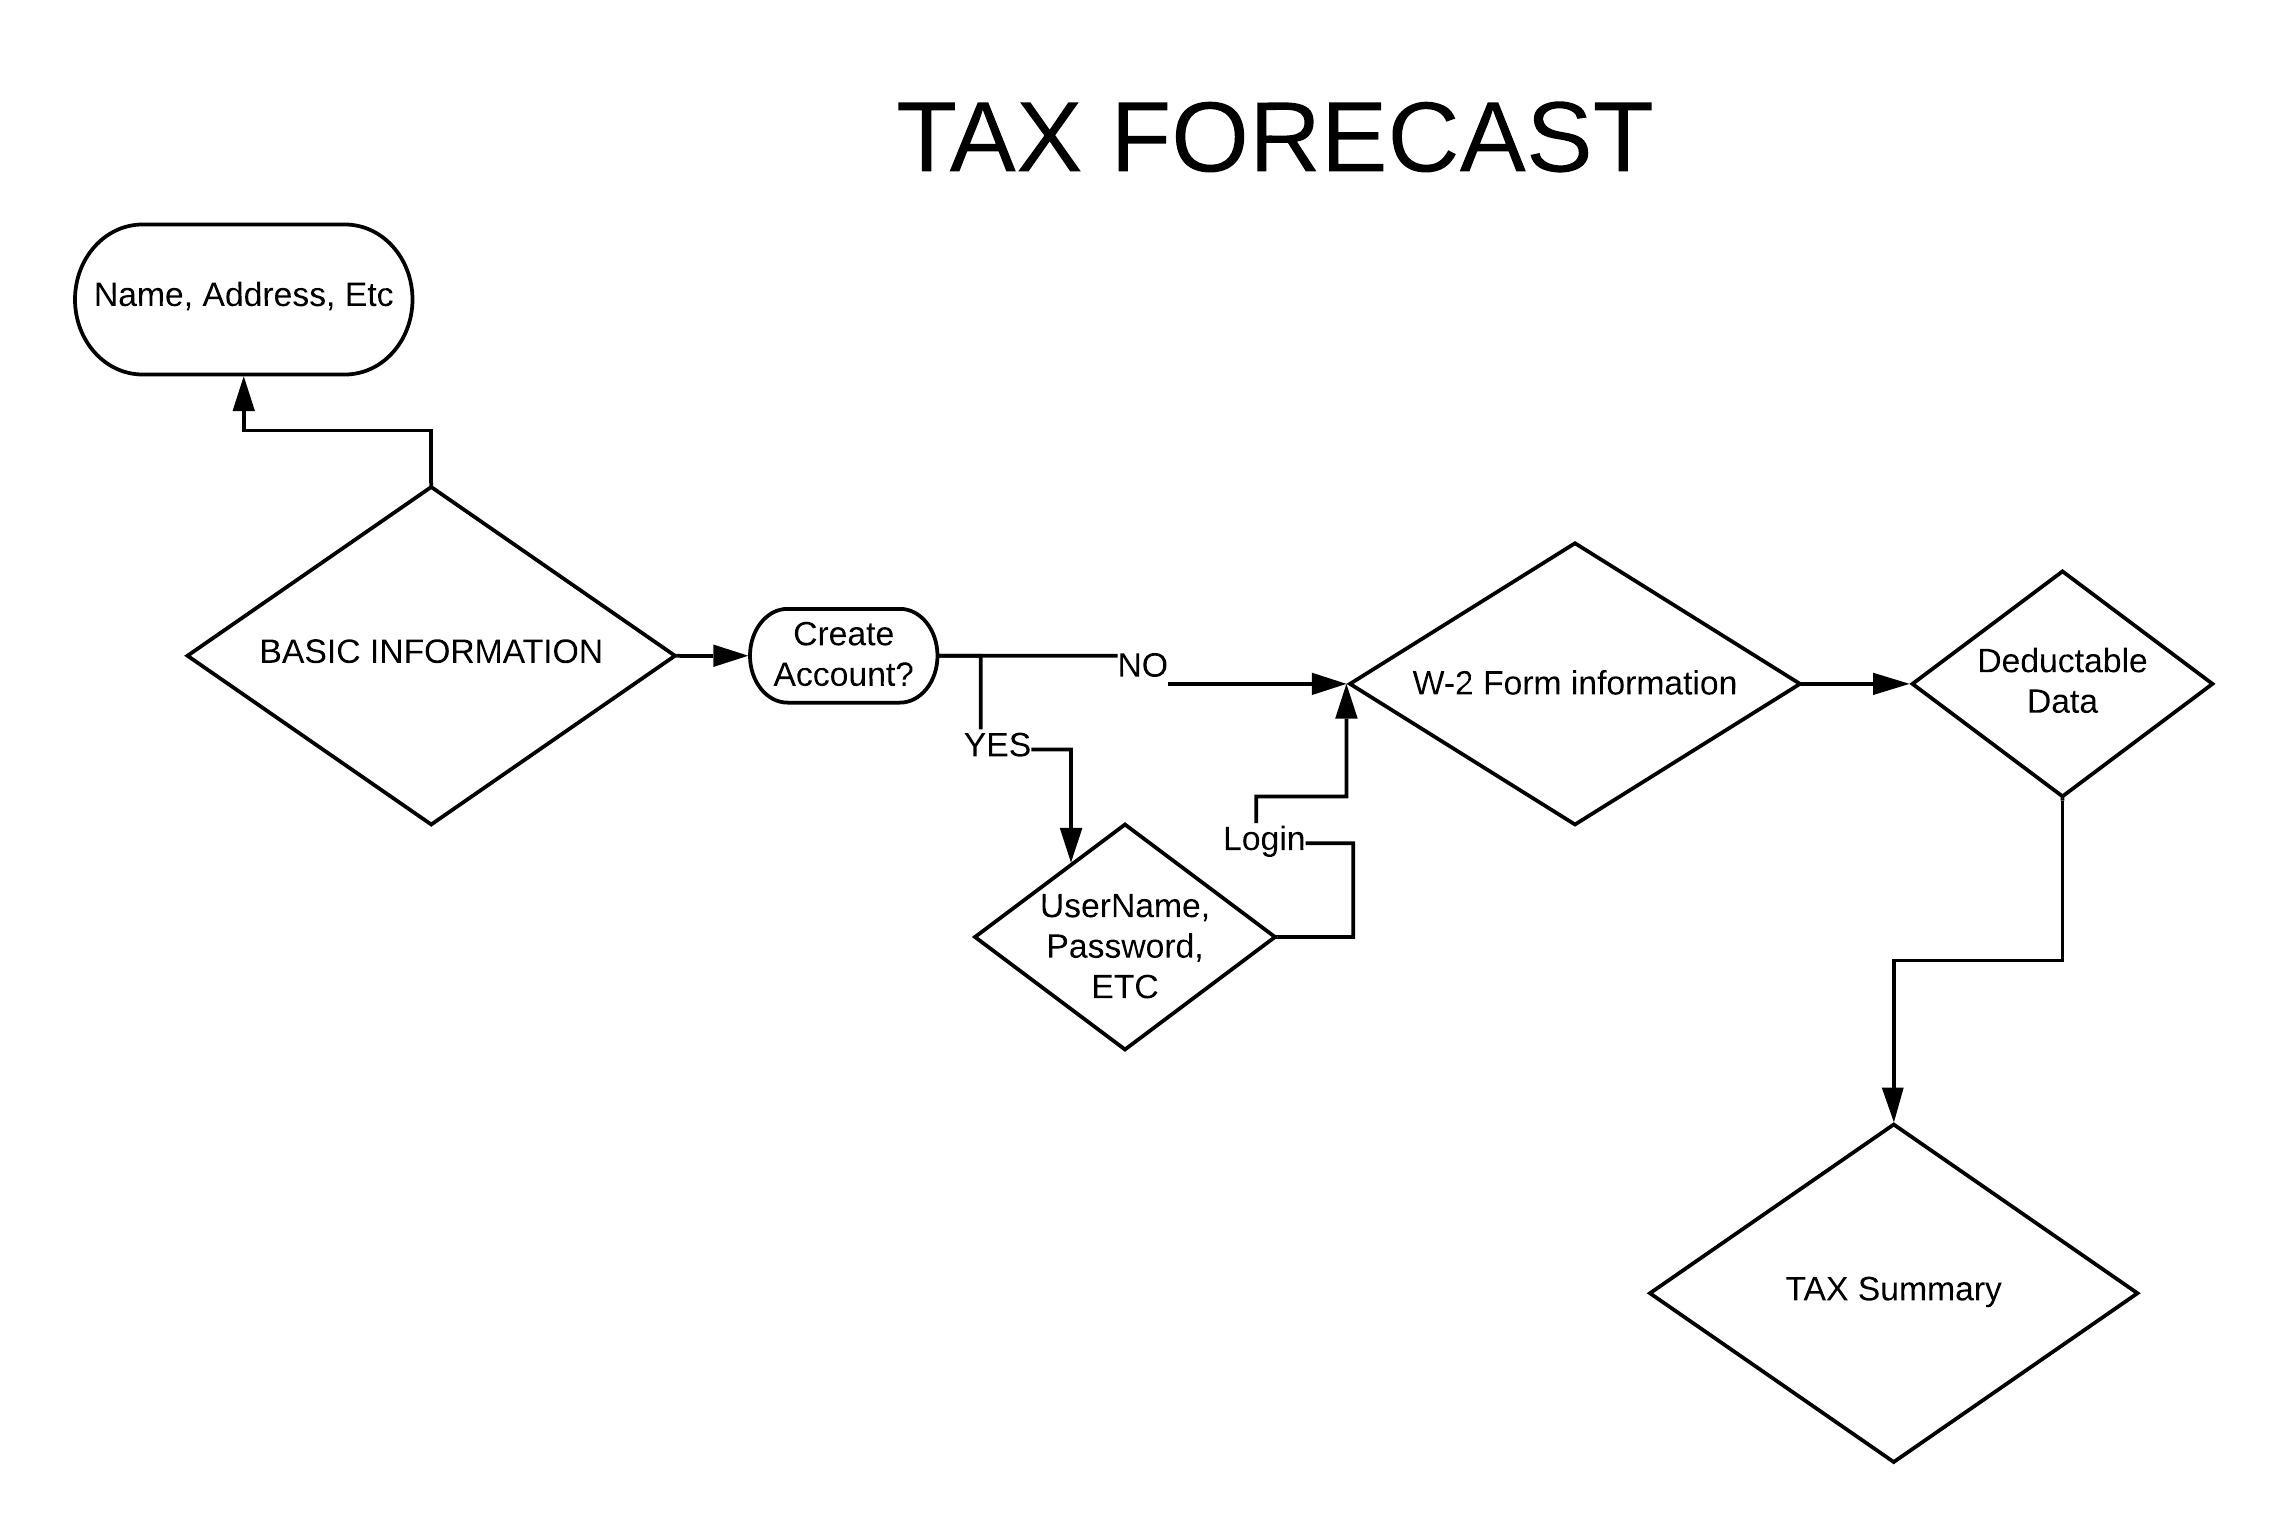 TAX FORECAST
Name, Address, Etc
BASIC INFORMATION
Create
Account?
NO
YES
Login
UserName,
Password,
ETC
W-2 Form information
Deductable
Data
TAX Summary